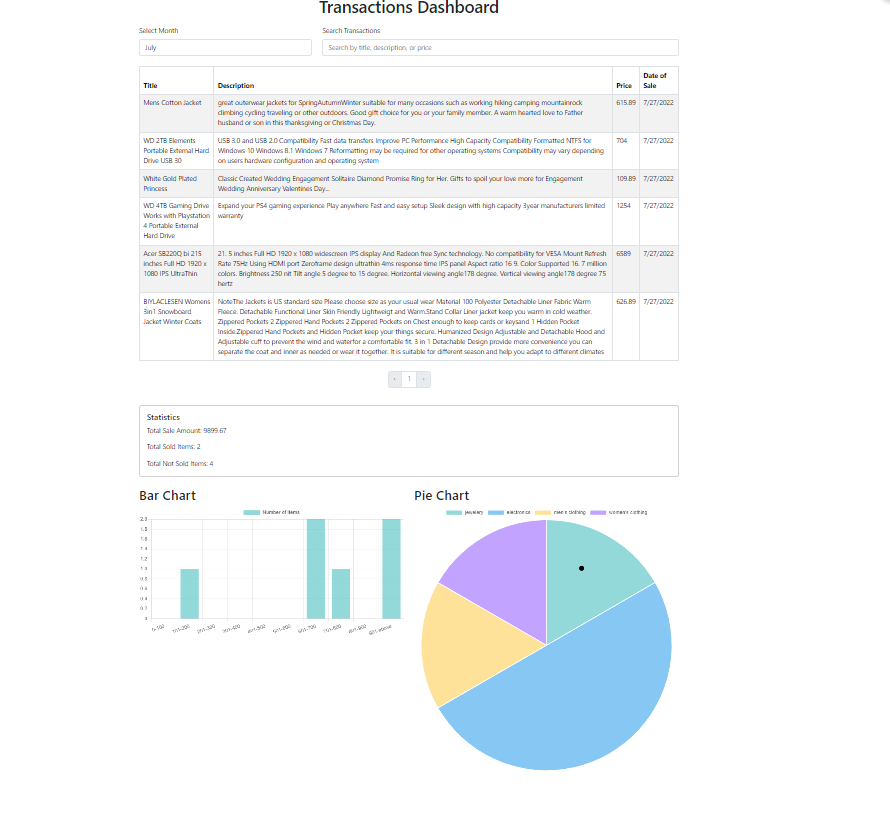 Transactions Dashboard
Select Month
Search Transactions
July
Search by title, description, or price
Title
Description
Price
Date of
Sale
Mens Cotton Jacket
great outerwear jackets for SpringAutumnWinter suitable for many occasions such as working hiking camping mountainrock
climbing cycling traveling or other outdoors. Good gift choice for you or your family member. A warm hearted love to Father
husband or son in this thanksgiving or Christmas Day.
615.89
7/27/2022
WD 2TB Elements
Portable External Hard
Drive USB 30
USB 3.0 and USB 2.0 Compatibility Fast data transfers Improve PC Performance High Capacity Compatibility Formatted NTFS for
Windows 10 Windows 8.1 Windows 7 Reformatting may be required for other operating systems Compatibility may vary depending
on users hardware configuration and operating system
704
7/27/2022
White Gold Plated
Princess
Classic Created Wedding Engagement Solitaire Diamond Promise Ring for Her. Gifts to spoil your love more for Engagement
Wedding Anniversary Valentines Day...
109.89
7/27/2022
WD 4TB Gaming Drive
Works with Playstation
4 Portable External
Hard Drive
Expand your PS4 gaming experience Play anywhere Fast and easy setup Sleek design with high capacity 3year manufacturers limited
warranty
1254
7/27/2022
Acer SB220Q bi 215
inches Full HD 1920 x
1080 IPS UltraThin
21. 5 inches Full HD 1920 x 1080 widescreen IPS display And Radeon free Sync technology. No compatibility for VESA Mount Refresh
Rate 75Hz Using HDMI port Zeroframe design ultrathin 4ms response time IPS panel Aspect ratio 16 9. Color Supported 16. 7 million
colors. Brightness 250 nit Tilt angle 5 degree to 15 degree. Horizontal viewing angle178 degree. Vertical viewing angle178 degree 75
hertz
6589
7/27/2022
BIYLACLESEN Womens
3in1 Snowboard
Jacket Winter Coats
NoteThe Jackets is US standard size Please choose size as your usual wear Material 100 Polyester Detachable Liner Fabric Warm
Fleece. Detachable Functional Liner Skin Friendly Lightweigt and Warm.Stand Collar Liner jacket keep you warm in cold weather.
Zippered Pockets 2 Zippered Hand Pockets 2 Zippered Pockets on Chest enough to keep cards or keysand 1 Hidden Pocket
Inside.Zippered Hand Pockets and Hidden Pocket keep your things secure. Humanized Design Adjustable and Detachable Hood and
Adjustable cuff to prevent the wind and waterfor a comfortable fit. 3 in 1 Detachable Design provide more convenience you can
separate the coat and inner as needed or wear it together. It is suitable for different season and help you adapt to different climates
626.89
7/27/2022
‹ 1 ›
Statistics
Total Sale Amount: 9899.67
Total Sold Items: 2
Total Not Sold Items: 4
Bar Chart
Number of Items
2.0
1.8
1.6
1.4
1.2
1.0
0.8
0.6
0.4
0.2
0
0-100
101-200
201-300
301-400
401-500
501-600
601-700
701-800
801-900
901-above
Pie Chart
jewelery
electronics
men's clothing
women's clothing